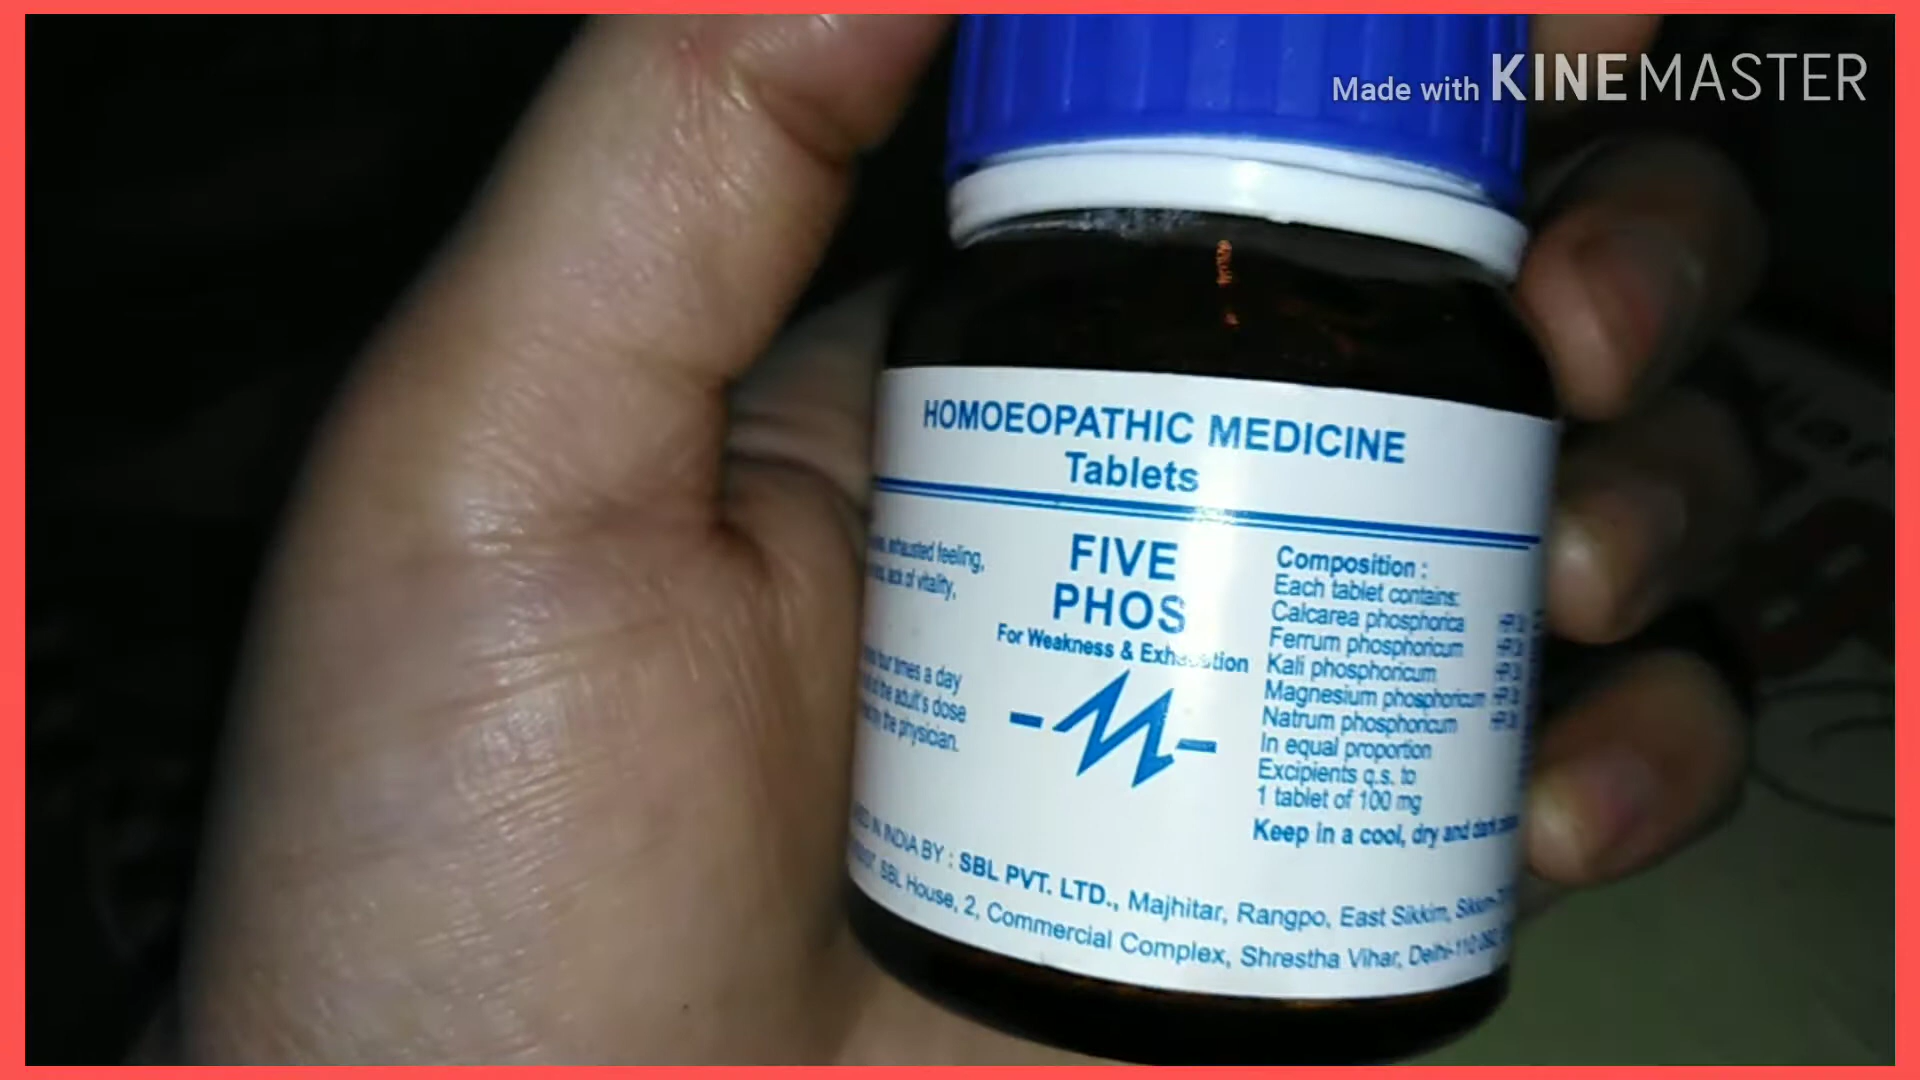 Made with KINEMASTER
HOMOEOPATHIC MEDICINE
Tablets
exhausted feeling,
lack of vitality,
four times a day
of the adult's dose
by the physician.
FIVE
PHOS
For Weakness & Exhaustion
Composition :
Each tablet contains:
Calcarea phosphorica
Ferrum phosphoricum
Kali phosphoricum
Magnesium phosphoricum
Natrum phosphoricum
In equal proportion
Excipients q.s. to
1 tablet of 100 mg
Keep in a cool, dry and dark
IN INDIA BY : SBL PVT. LTD., Majhitar, Rangpo, East Sikkim,
SBL House, 2, Commercial Complex, Shrestha Vihar, Delhi-110